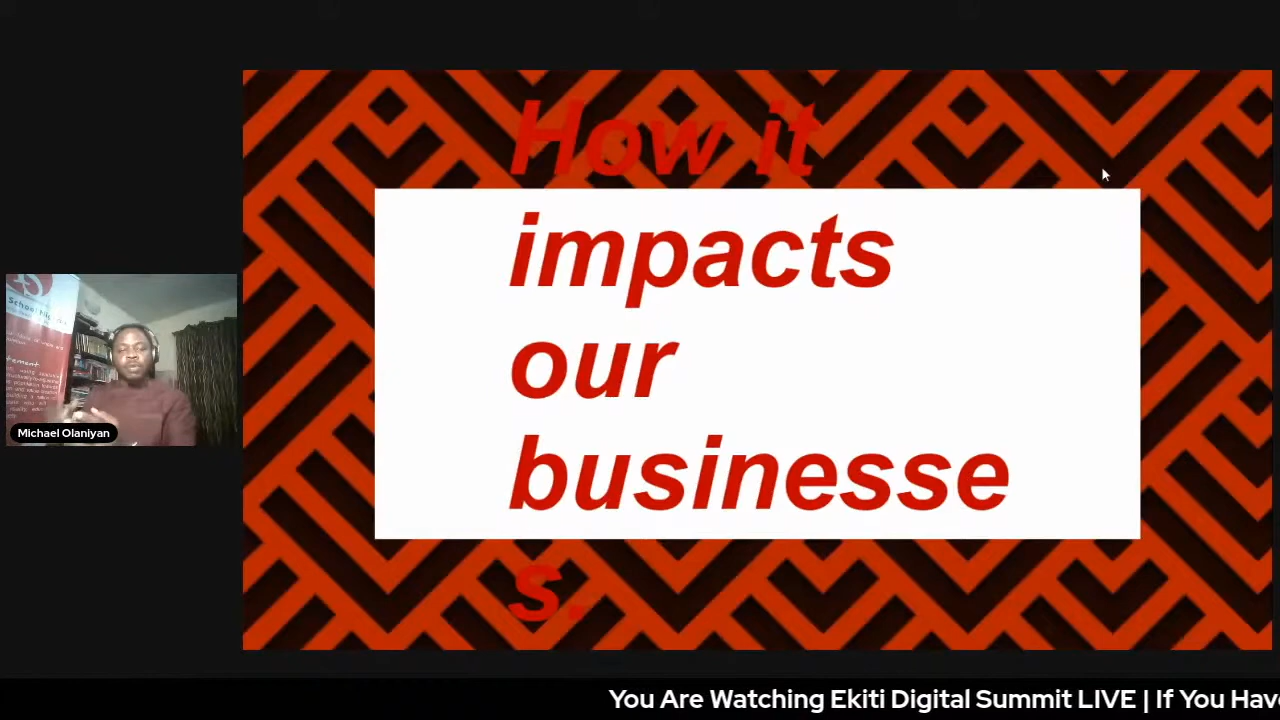 How it
impacts
our
businesse
s.
Michael Olaniyan
You Are Watching Ekiti Digital Summit LIVE | If You Hav